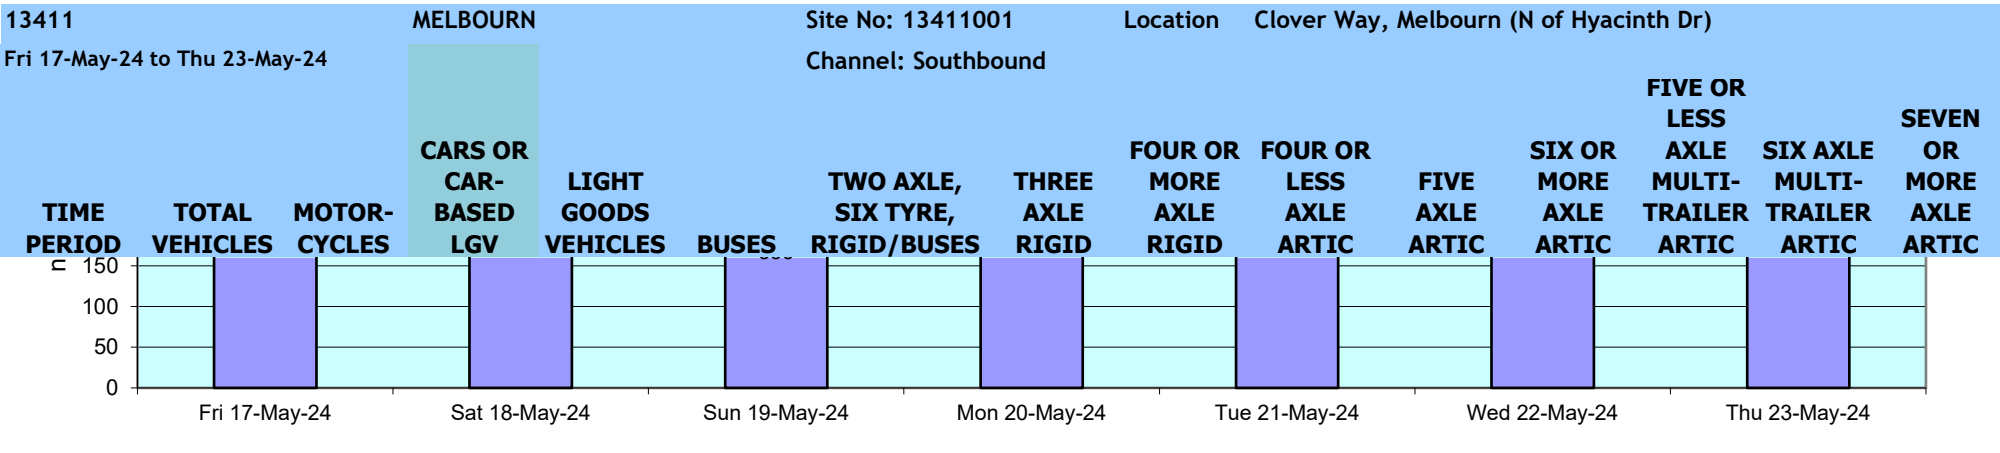 13411 MELBOURN Site No: 13411001 Location Clover Way, Melbourn (N of Hyacinth Dr)
Fri 17-May-24 to Thu 23-May-24 Channel: Southbound
TIME
PERIOD
TOTAL
VEHICLES
MOTOR-
CYCLES
CARS OR
CAR-
BASED
LGV
LIGHT
GOODS
VEHICLES
BUSES
TWO AXLE,
SIX TYRE,
RIGID/BUSES
THREE
AXLE
RIGID
FOUR OR
MORE
AXLE
RIGID
FOUR OR
LESS
AXLE
ARTIC
FIVE
AXLE
ARTIC
SIX OR
MORE
AXLE
ARTIC
FIVE OR
LESS
AXLE
MULTI-
TRAILER
ARTIC
SIX AXLE
MULTI-
TRAILER
ARTIC
SEVEN
OR
MORE
AXLE
ARTIC
150
100
50
0
Fri 17-May-24 Sat 18-May-24 Sun 19-May-24 Mon 20-May-24 Tue 21-May-24 Wed 22-May-24 Thu 23-May-24